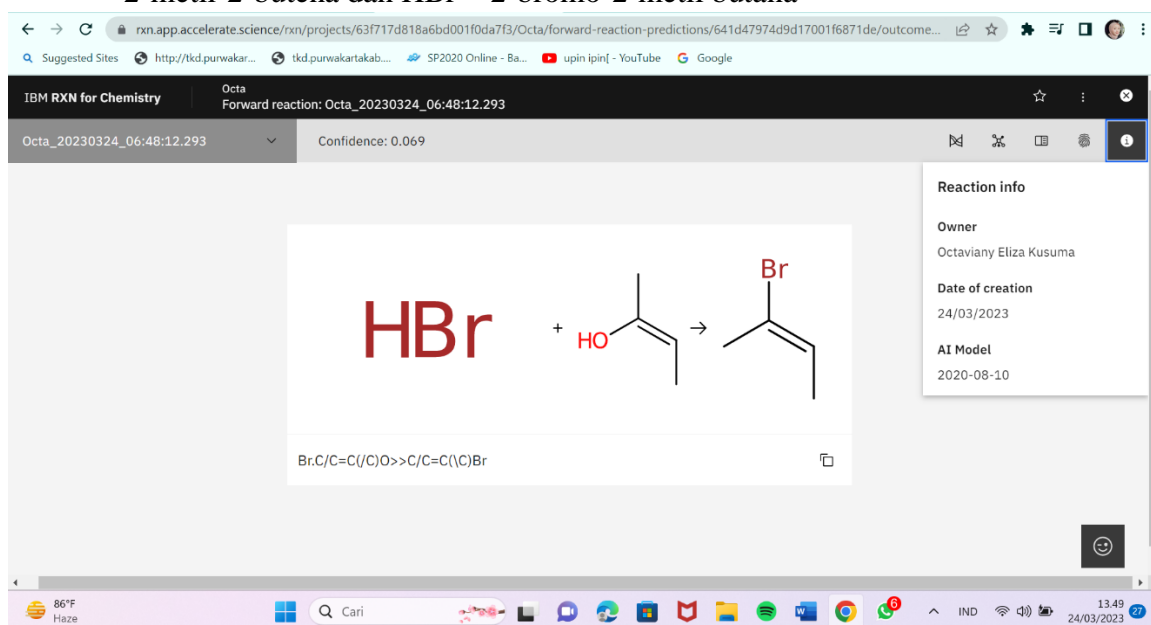 2-metil-2-butena dan HBr 2-bromo-2-metil butana
rxn.app.accelerate.science/rxn/projects/63f717d818a6bd001f0da7f3/Octa/forward-reaction-predictions/641d47974d9d17001f6871de/outcome...
Suggested Sites http://tkd.purwakar... tkd.purwakartakab.... SP2020 Online - Ba... upin ipin[ - YouTube Google
IBM RXN for Chemistry
Octa
Forward reaction: Octa_20230324_06:48:12.293
Octa_20230324_06:48:12.293
Confidence: 0.069
Reaction info
Owner
Octaviany Eliza Kusuma
Date of creation
24/03/2023
AI Model
2020-08-10
HBr + HO → Br
Br.C/C=C(/C)O>>C/C=C(\C)Br
86°F
Haze
Cari
6
IND
13.49
24/03/2023
27